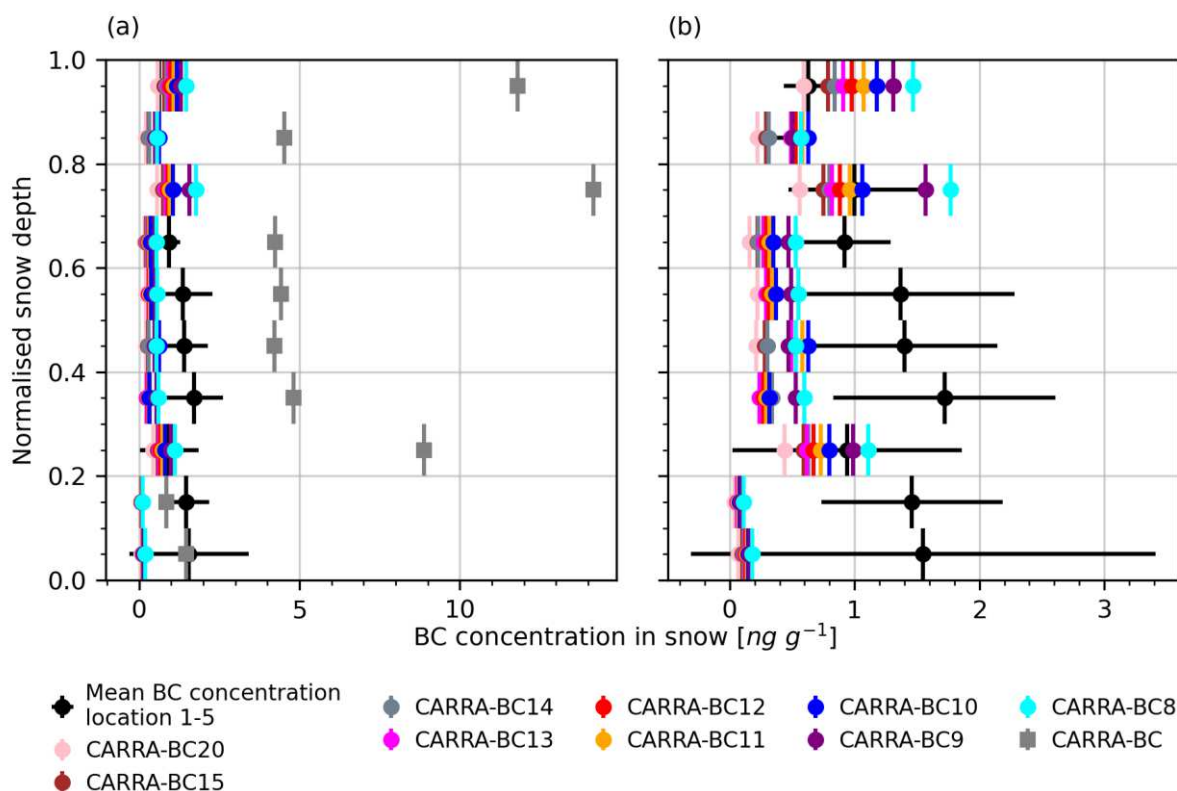 (a)
(b)
1.0
0.8
0.6
0.4
0.2
0.0
Normalised snow depth
0
5
10
0
1
2
3
BC concentration in snow [ng g⁻¹]
Mean BC concentration
location 1-5
CARRA-BC20
CARRA-BC15
CARRA-BC14
CARRA-BC13
CARRA-BC12
CARRA-BC11
CARRA-BC10
CARRA-BC9
CARRA-BC8
CARRA-BC